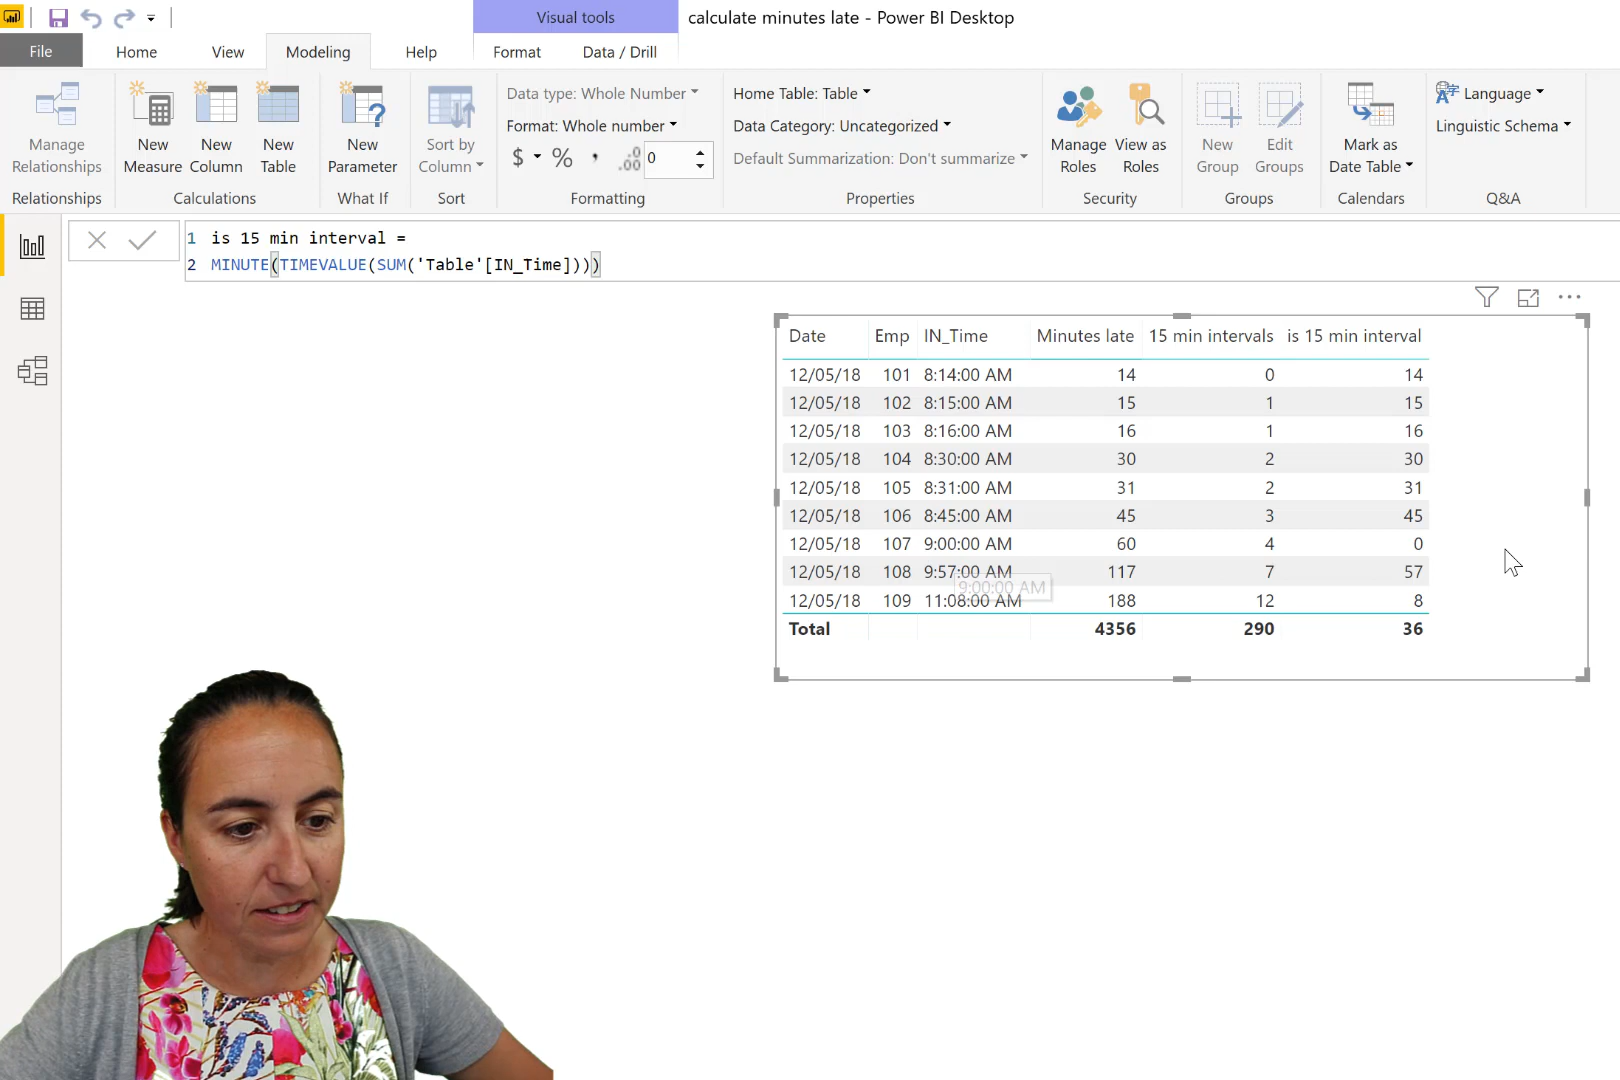 Visual tools
calculate minutes late - Power BI Desktop
File Home View Modeling Help Format Data / Drill
Manage Relationships
Relationships
New Measure
New Column
New Table
Calculations
New Parameter
What If
Sort by Column
Sort
Data type: Whole Number
Format: Whole number
$ % , .0 .00 0
Formatting
Home Table: Table
Data Category: Uncategorized
Default Summarization: Don't summarize
Properties
Manage Roles
View as Roles
Security
New Group
Edit Groups
Groups
Mark as Date Table
Calendars
Language
Linguistic Schema
Q&A
1 is 15 min interval =
2 MINUTE(TIMEVALUE(SUM('Table'[IN_Time])))
Date Emp IN_Time Minutes late 15 min intervals is 15 min interval
12/05/18 101 8:14:00 AM 14 0 14
12/05/18 102 8:15:00 AM 15 1 15
12/05/18 103 8:16:00 AM 16 1 16
12/05/18 104 8:30:00 AM 30 2 30
12/05/18 105 8:31:00 AM 31 2 31
12/05/18 106 8:45:00 AM 45 3 45
12/05/18 107 9:00:00 AM 60 4 0
12/05/18 108 9:57:00 AM 117 7 57
9:00:00 AM
12/05/18 109 11:08:00 AM 188 12 8
Total 4356 290 36